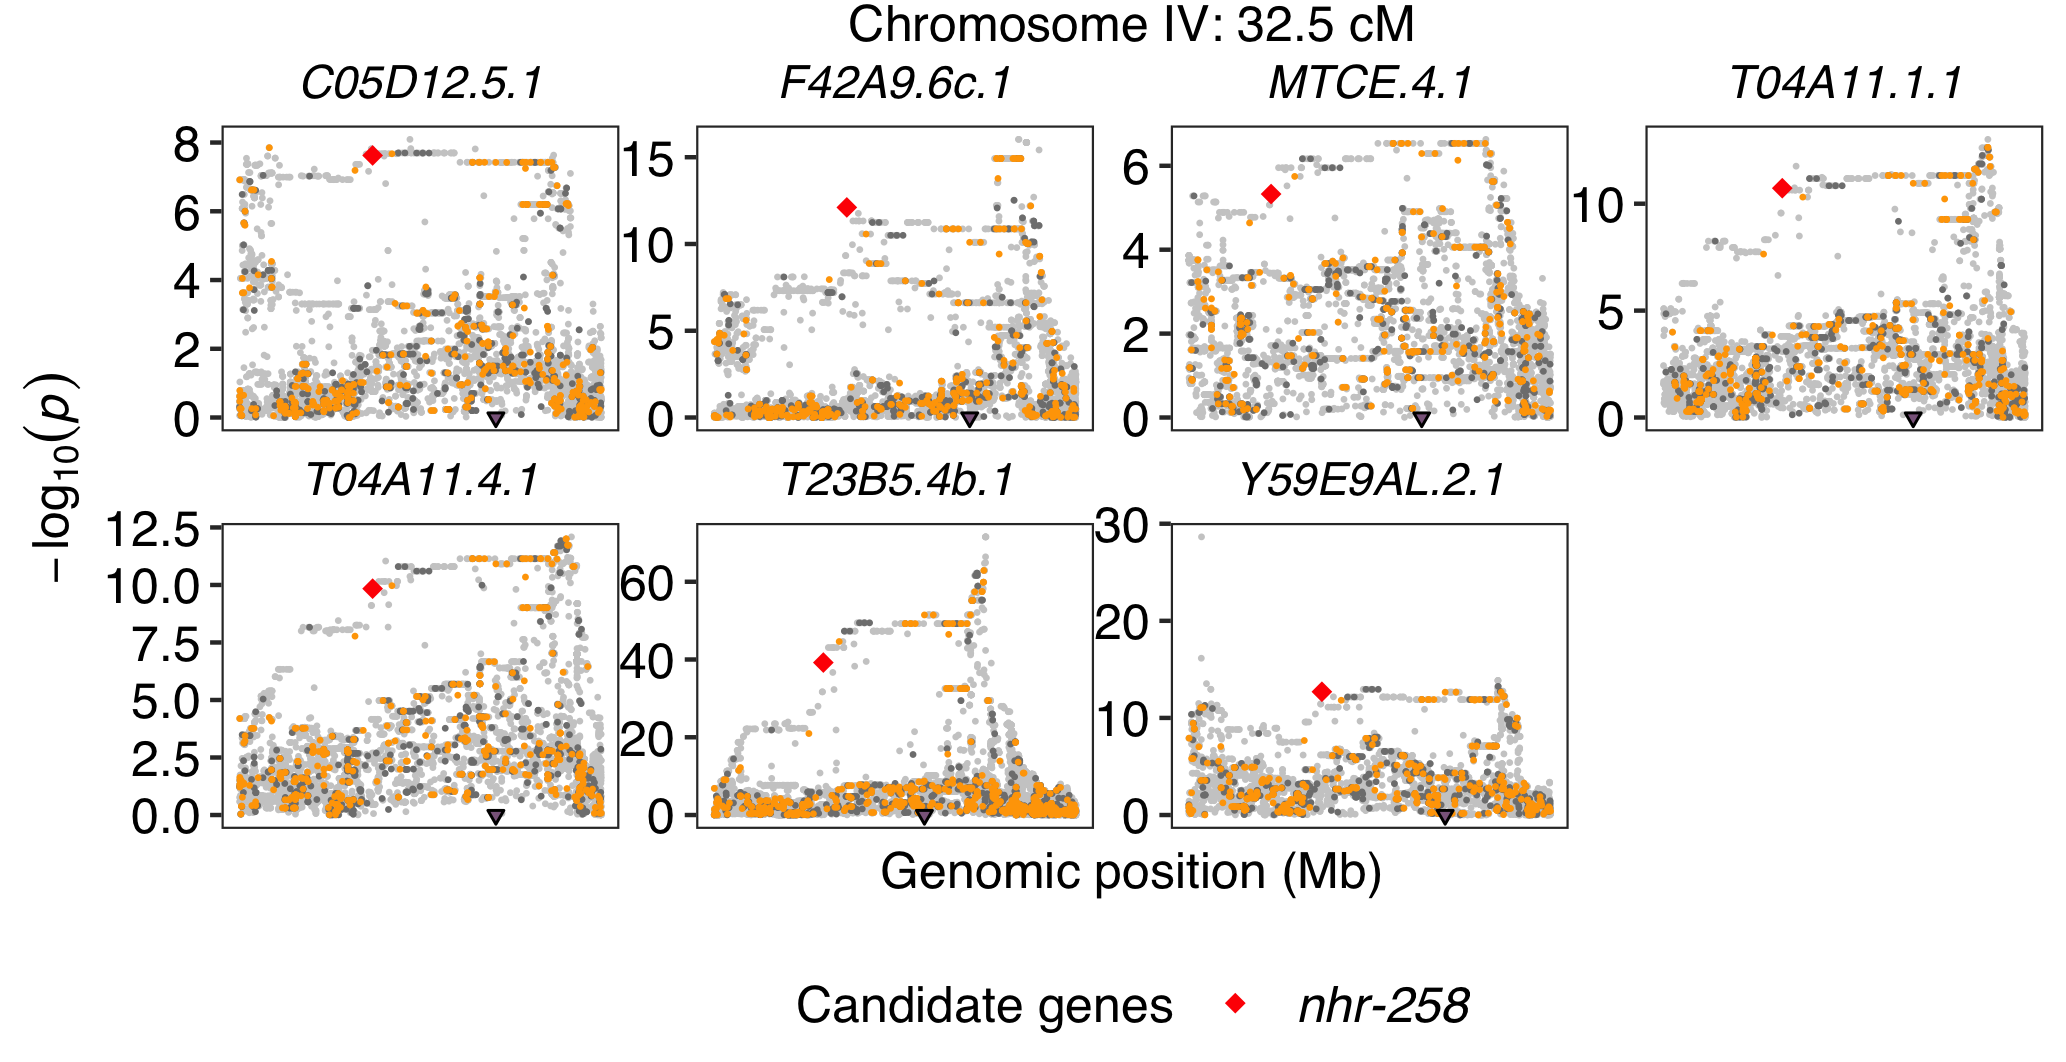 Chromosome IV: 32.5 cM
C05D12.5.1
F42A9.6c.1
MTCE.4.1
T04A11.1.1
8
6
4
2
0
15
10
5
0
6
4
2
0
10
5
0
−log10(p)
T04A11.4.1
T23B5.4b.1
Y59E9AL.2.1
12.5
10.0
7.5
5.0
2.5
0.0
60
40
20
0
30
20
10
0
Genomic position (Mb)
Candidate genes nhr-258